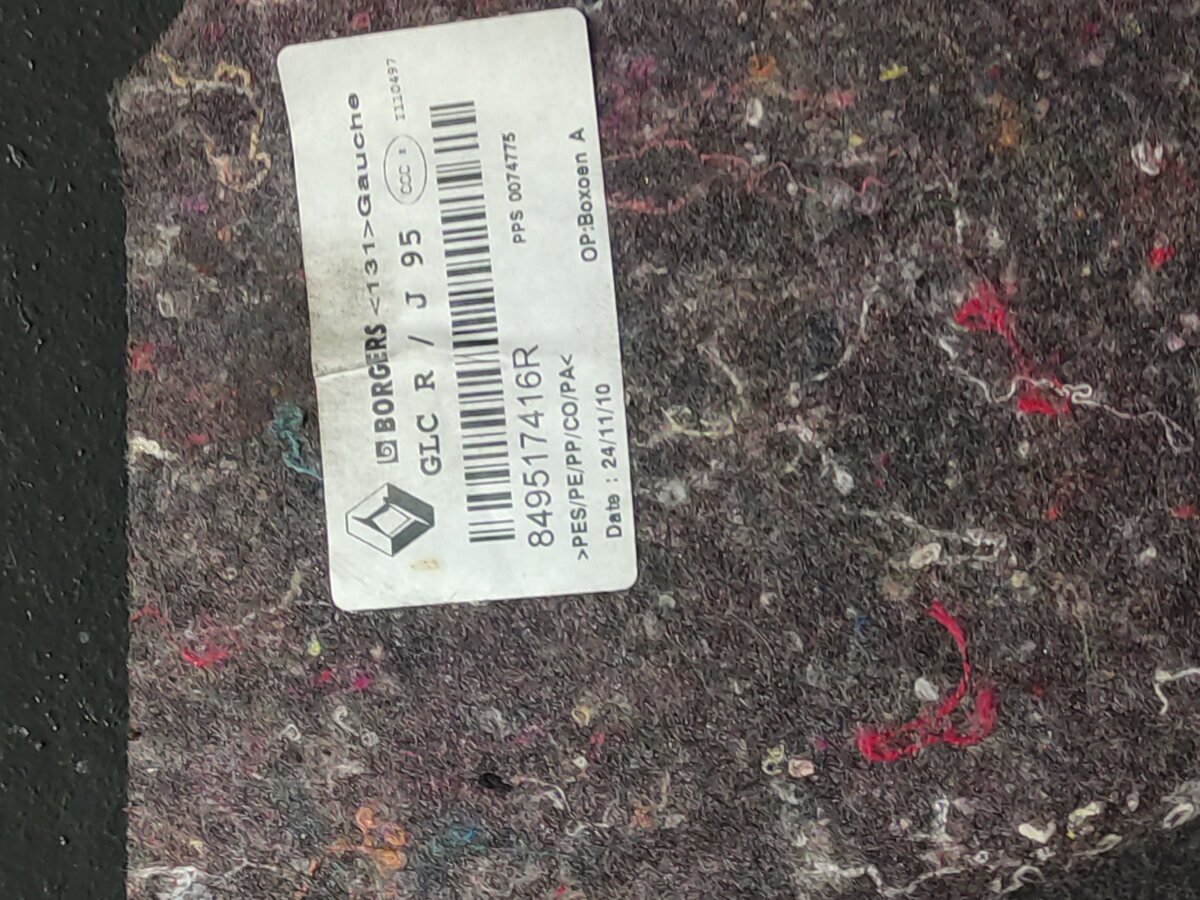 BORGERS <131>Gauche
GLC R / J 95 CCC : III0497
849517416R PPS 0074775
>PES/PE/PP/CO/PA<
Date : 24/11/10 OP:Boxoen A